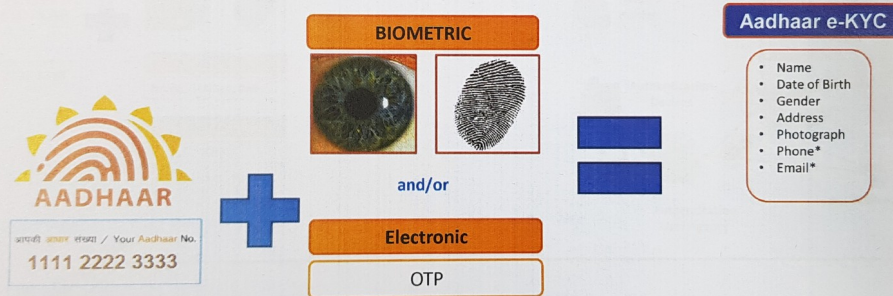 Aadhaar e-KYC
BIOMETRIC
• Name
• Date of Birth
• Gender
• Address
• Photograph
• Phone*
• Email*
AADHAAR
and/or
आपकी आधार संख्या / Your Aadhaar No.
1111 2222 3333
Electronic
OTP